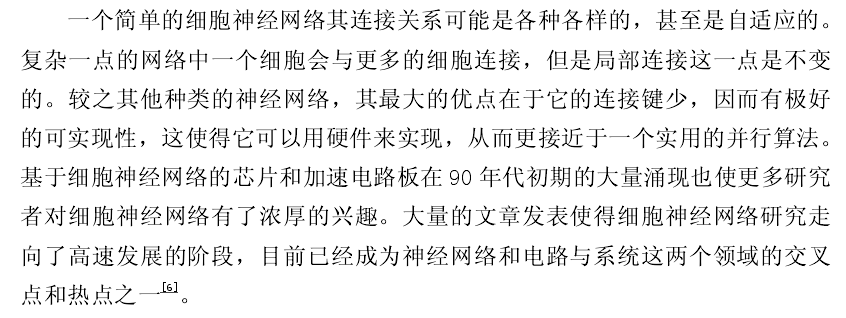 一个简单的细胞神经网络其连接关系可能是各种各样的，甚至是自适应的。
复杂一点的网络中一个细胞会与更多的细胞连接，但是局部连接这一点是不变
的。较之其他种类的神经网络，其最大的优点在于它的连接键少，因而有极好
的可实现性，这使得它可以用硬件来实现，从而更接近于一个实用的并行算法。
基于细胞神经网络的芯片和加速电路板在 90 年代初期的大量涌现也使更多研究
者对细胞神经网络有了浓厚的兴趣。大量的文章发表使得细胞神经网络研究走
向了高速发展的阶段，目前已经成为神经网络和电路与系统这两个领域的交叉
点和热点之一[6]。